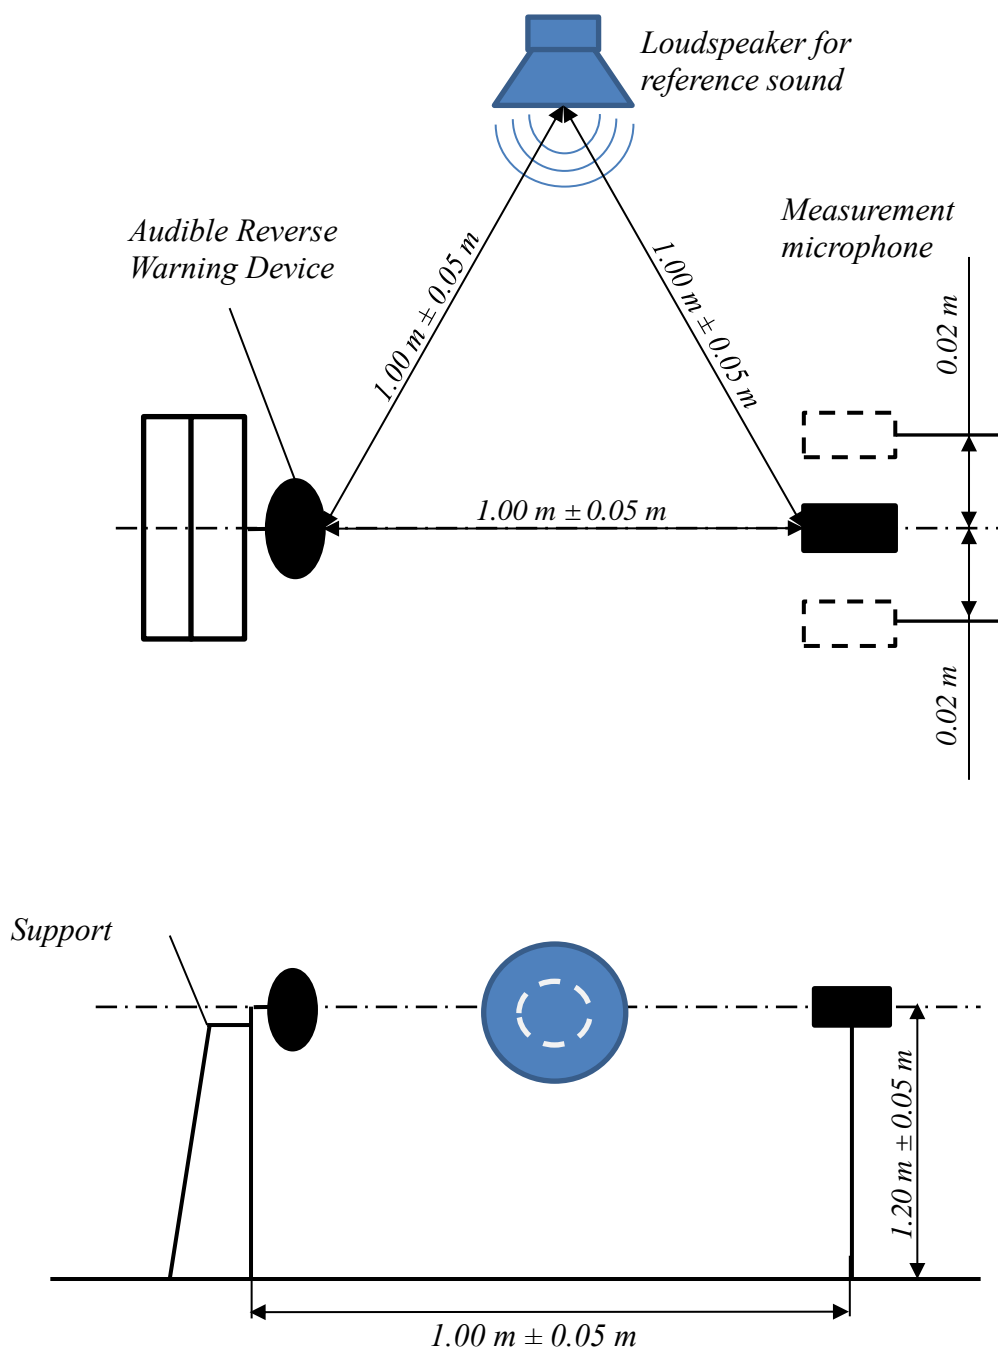 Loudspeaker for
reference sound
Measurement
microphone
Audible Reverse
Warning Device
1.00 m ± 0.05 m
1.00 m ± 0.05 m
0.02 m
1.00 m ± 0.05 m
0.02 m
Support
1.20 m ± 0.05 m
1.00 m ± 0.05 m